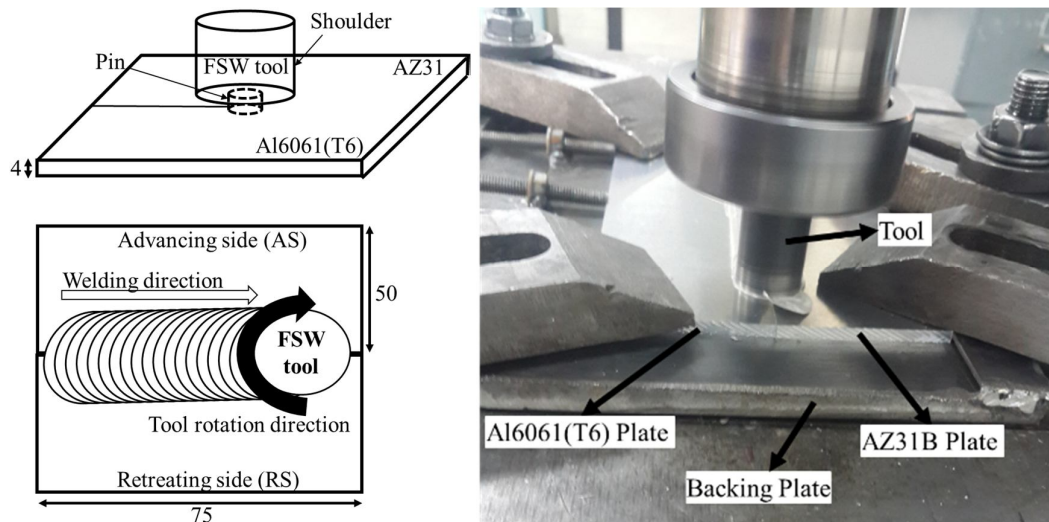 Shoulder
Pin
FSW tool
AZ31
Al6061(T6)
4
Advancing side (AS)
Welding direction
50
FSW
tool
Tool rotation direction
Retreating side (RS)
75
Tool
Al6061(T6) Plate
AZ31B Plate
Backing Plate